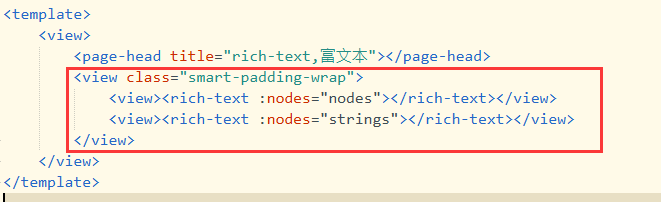 <template>
<view>
<page-head title="rich-text,富文本"></page-head>
<view class="smart-padding-wrap">
<view><rich-text :nodes="nodes"></rich-text></view>
<view><rich-text :nodes="strings"></rich-text></view>
</view>
</view>
</template>